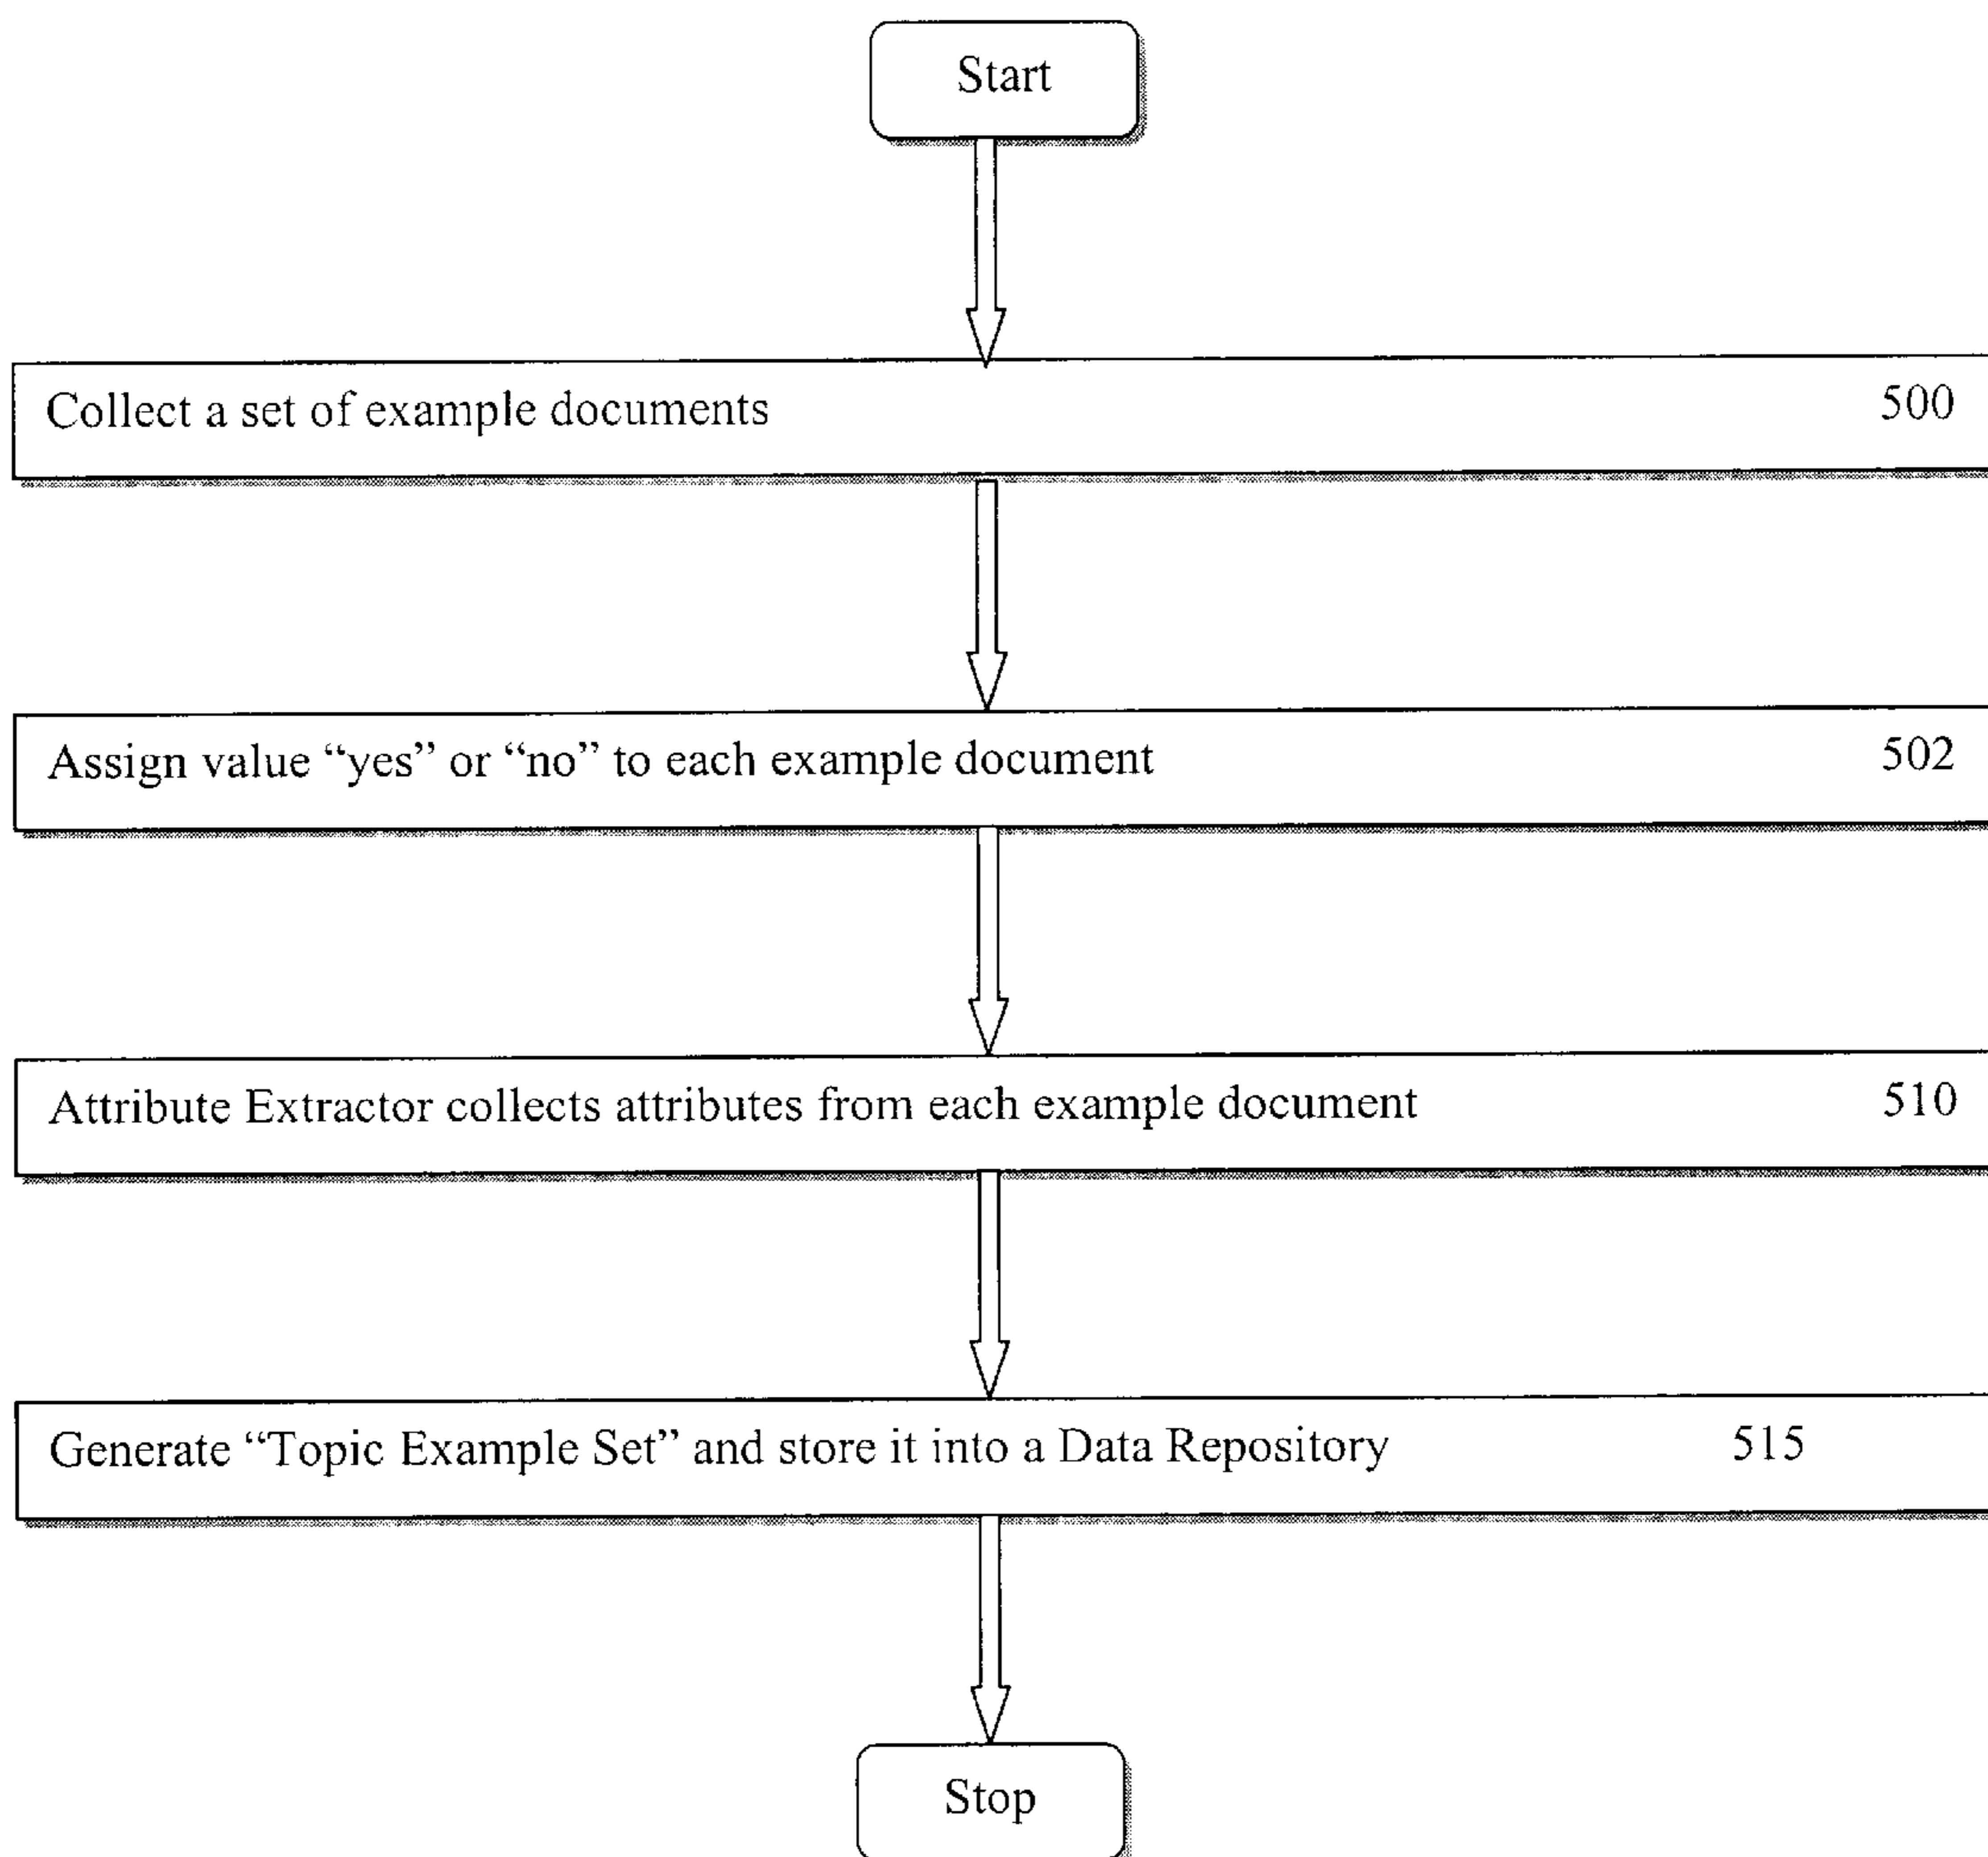 Start
Collect a set of example documents 500
Assign value “yes” or “no” to each example document 502
Attribute Extractor collects attributes from each example document 510
Generate “Topic Example Set” and store it into a Data Repository 515
Stop